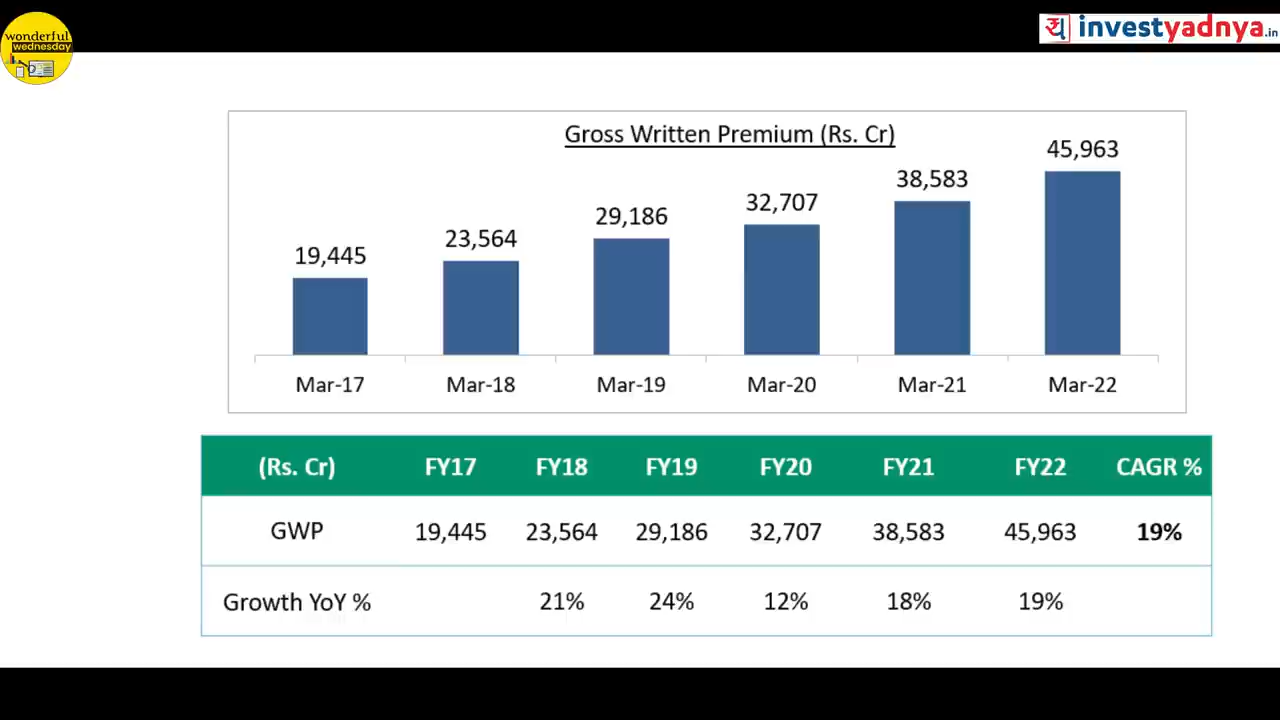 wonderful
wednesday
य investyadnya.in
Gross Written Premium (Rs. Cr)
19,445 23,564 29,186 32,707 38,583 45,963
Mar-17 Mar-18 Mar-19 Mar-20 Mar-21 Mar-22
(Rs. Cr) FY17 FY18 FY19 FY20 FY21 FY22 CAGR %
GWP 19,445 23,564 29,186 32,707 38,583 45,963 19%
Growth YoY % 21% 24% 12% 18% 19%